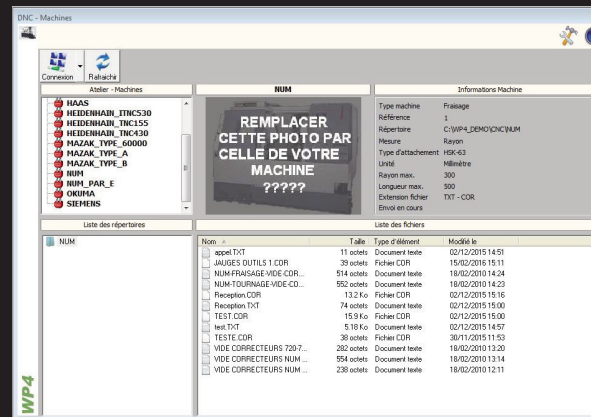 DNC - Machines
Connexion Rafraichir
Atelier - Machines
HAAS
HEIDENHAIN_ITNC530
HEIDENHAIN_TNC155
HEIDENHAIN_TNC430
MAZAK_TYPE_60000
MAZAK_TYPE_A
MAZAK_TYPE_B
NUM
NUM_PAR_E
OKUMA
SIEMENS
NUM
REMPLACER
CETTE PHOTO PAR
CELLE DE VOTRE
MACHINE
?????
Informations Machine
Type machine Fraisage
Référence 1
Répertoire C:\WP4_DEMO\CNC\NUM
Mesure Rayon
Type d'attachement HSK-63
Unité Millimètre
Rayon max. 300
Longueur max. 500
Extension fichier TXT - COR
Envoi en cours
Liste des répertoires
NUM
Liste des fichiers
Nom Taille Type d'élément Modifié le
appel.TXT 11 octets Document texte 02/12/2015 14:51
JAUGES OUTILS 1.COR 39 octets Fichier COR 15/02/2016 15:11
NUM-FRAISAGE-VIDE-COR... 514 octets Document texte 18/02/2010 14:24
NUM-TOURNAGE-VIDE-CO... 552 octets Document texte 18/02/2010 14:23
Reception.COR 13.2 Ko Fichier COR 02/12/2015 15:16
Reception.TXT 74 octets Document texte 02/12/2015 15:00
TEST.COR 15.9 Ko Fichier COR 02/12/2015 15:00
test.TXT 5.18 Ko Document texte 02/12/2015 14:57
TESTE.COR 38 octets Fichier COR 30/11/2015 11:53
VIDE CORRECTEURS 720-7... 282 octets Document texte 18/02/2010 13:20
VIDE CORRECTEURS NUM ... 554 octets Document texte 18/02/2010 13:14
VIDE CORRECTEURS NUM ... 238 octets Document texte 18/02/2010 12:11
WP4